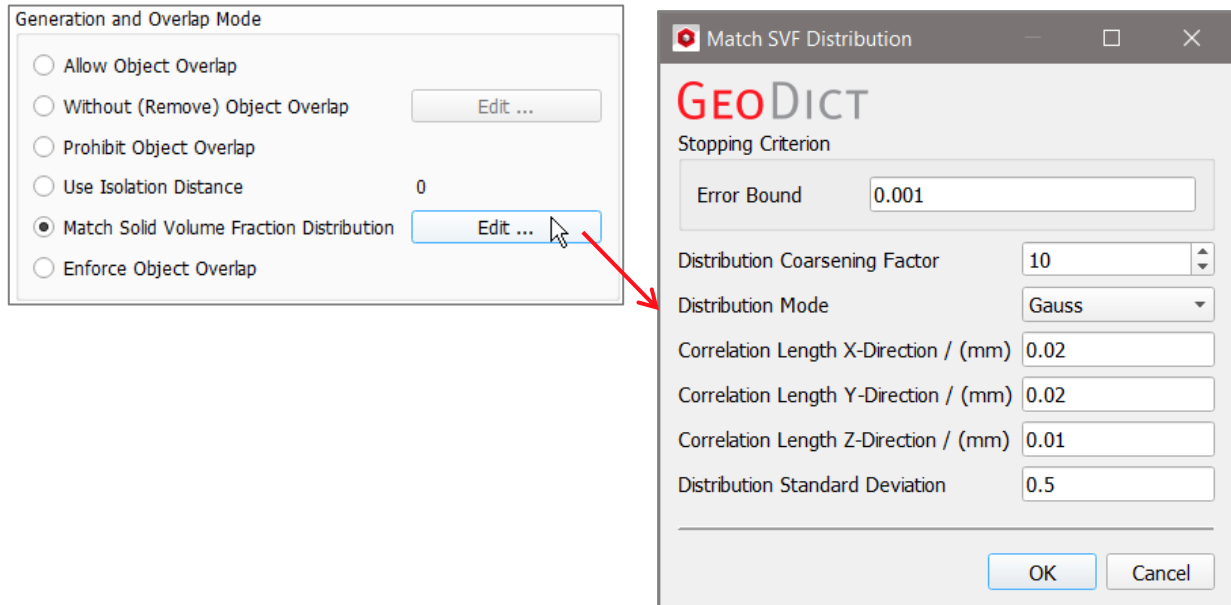 Generation and Overlap Mode
Allow Object Overlap
Without (Remove) Object Overlap Edit ...
Prohibit Object Overlap
Use Isolation Distance 0
Match Solid Volume Fraction Distribution Edit ...
Enforce Object Overlap
Match SVF Distribution
GEODICT
Stopping Criterion
Error Bound 0.001
Distribution Coarsening Factor 10
Distribution Mode Gauss
Correlation Length X-Direction / (mm) 0.02
Correlation Length Y-Direction / (mm) 0.02
Correlation Length Z-Direction / (mm) 0.01
Distribution Standard Deviation 0.5
OK Cancel